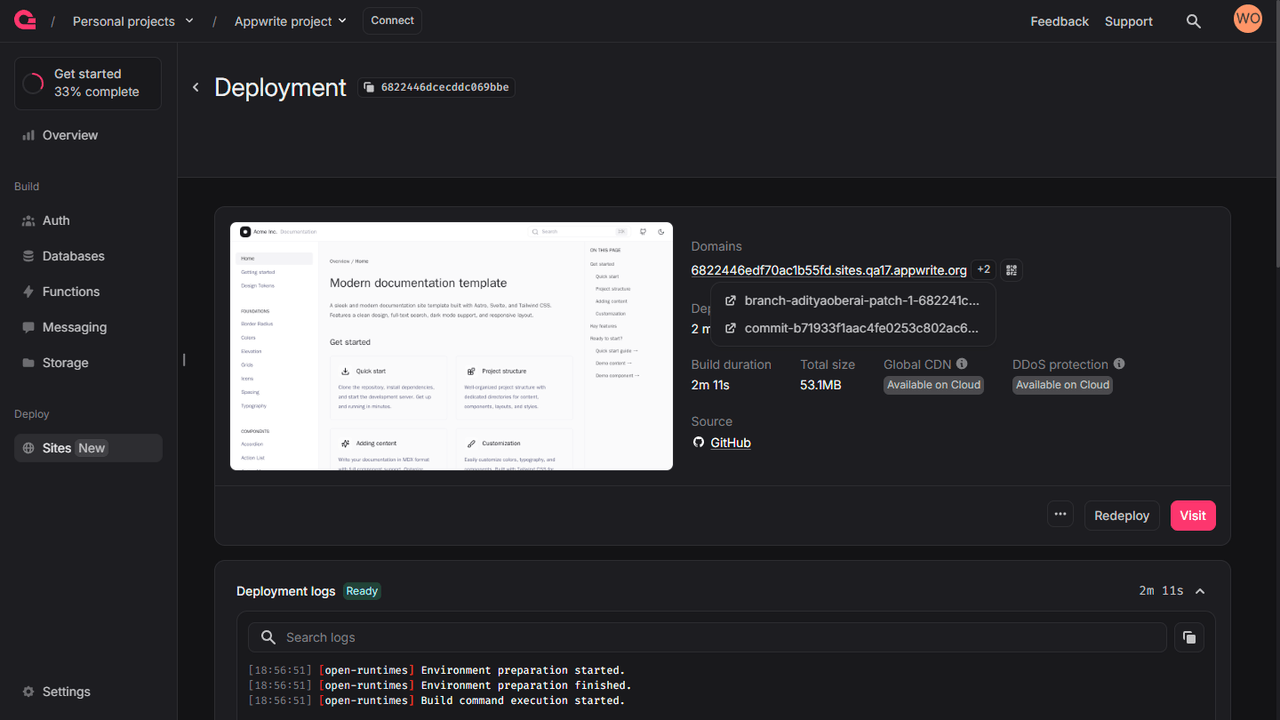 / Personal projects / Appwrite project Connect Feedback Support WO
Get started
33% complete
Overview
Build
Auth
Databases
Functions
Messaging
Storage
Deploy
Sites New
Settings
Deployment 6822446dcecddc069bbe
Acme Inc. Documentation Search
Home
Getting started
Design Tokens
FOUNDATIONS
Border Radius
Colors
Elevation
Grids
Icons
Spacing
Typography
COMPONENTS
Accordion
Action List
Overview / Home
Modern documentation template
A sleek and modern documentation site template built with Astro, Svelte, and Tailwind CSS.
Features a clean design, full-text search, dark mode support, and responsive layout.
Get started
Quick start
Clone the repository, install dependencies,
and start the development server. Get up
and running in minutes.
Project structure
Well-organized project structure with
dedicated directories for content,
components, layouts, and styles.
Adding content
Write your documentation in MDX format
Customization
Easily customize colors, typography, and
ON THIS PAGE
Get started
Quick start
Project structure
Adding content
Customization
Key features
Ready to start?
Quick start guide →
Demo content →
Demo component →
Domains
6822446edf70ac1b55fd.sites.qa17.appwrite.org +2
branch-adityaoberai-patch-1-682241c...
commit-b71933f1aac4fe0253c802ac6...
Dep
2 m
Build duration
2m 11s
Total size
53.1MB
Global CDN
Available on Cloud
DDoS protection
Available on Cloud
Source
GitHub
Redeploy Visit
Deployment logs Ready 2m 11s
Search logs
[18:56:51] [open-runtimes] Environment preparation started.
[18:56:51] [open-runtimes] Environment preparation finished.
[18:56:51] [open-runtimes] Build command execution started.